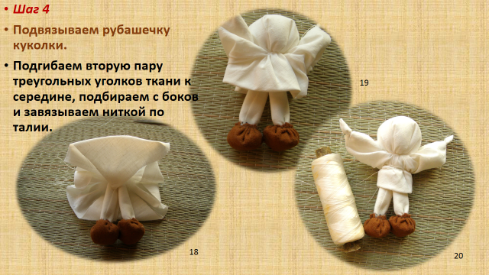 • Шаг 4
• Подвязываем рубашечку
куколки.
• Подгибаем вторую пару
треугольных уголков ткани к
середине, подбираем с боков
и завязываем ниткой по
талии.
19
18
20